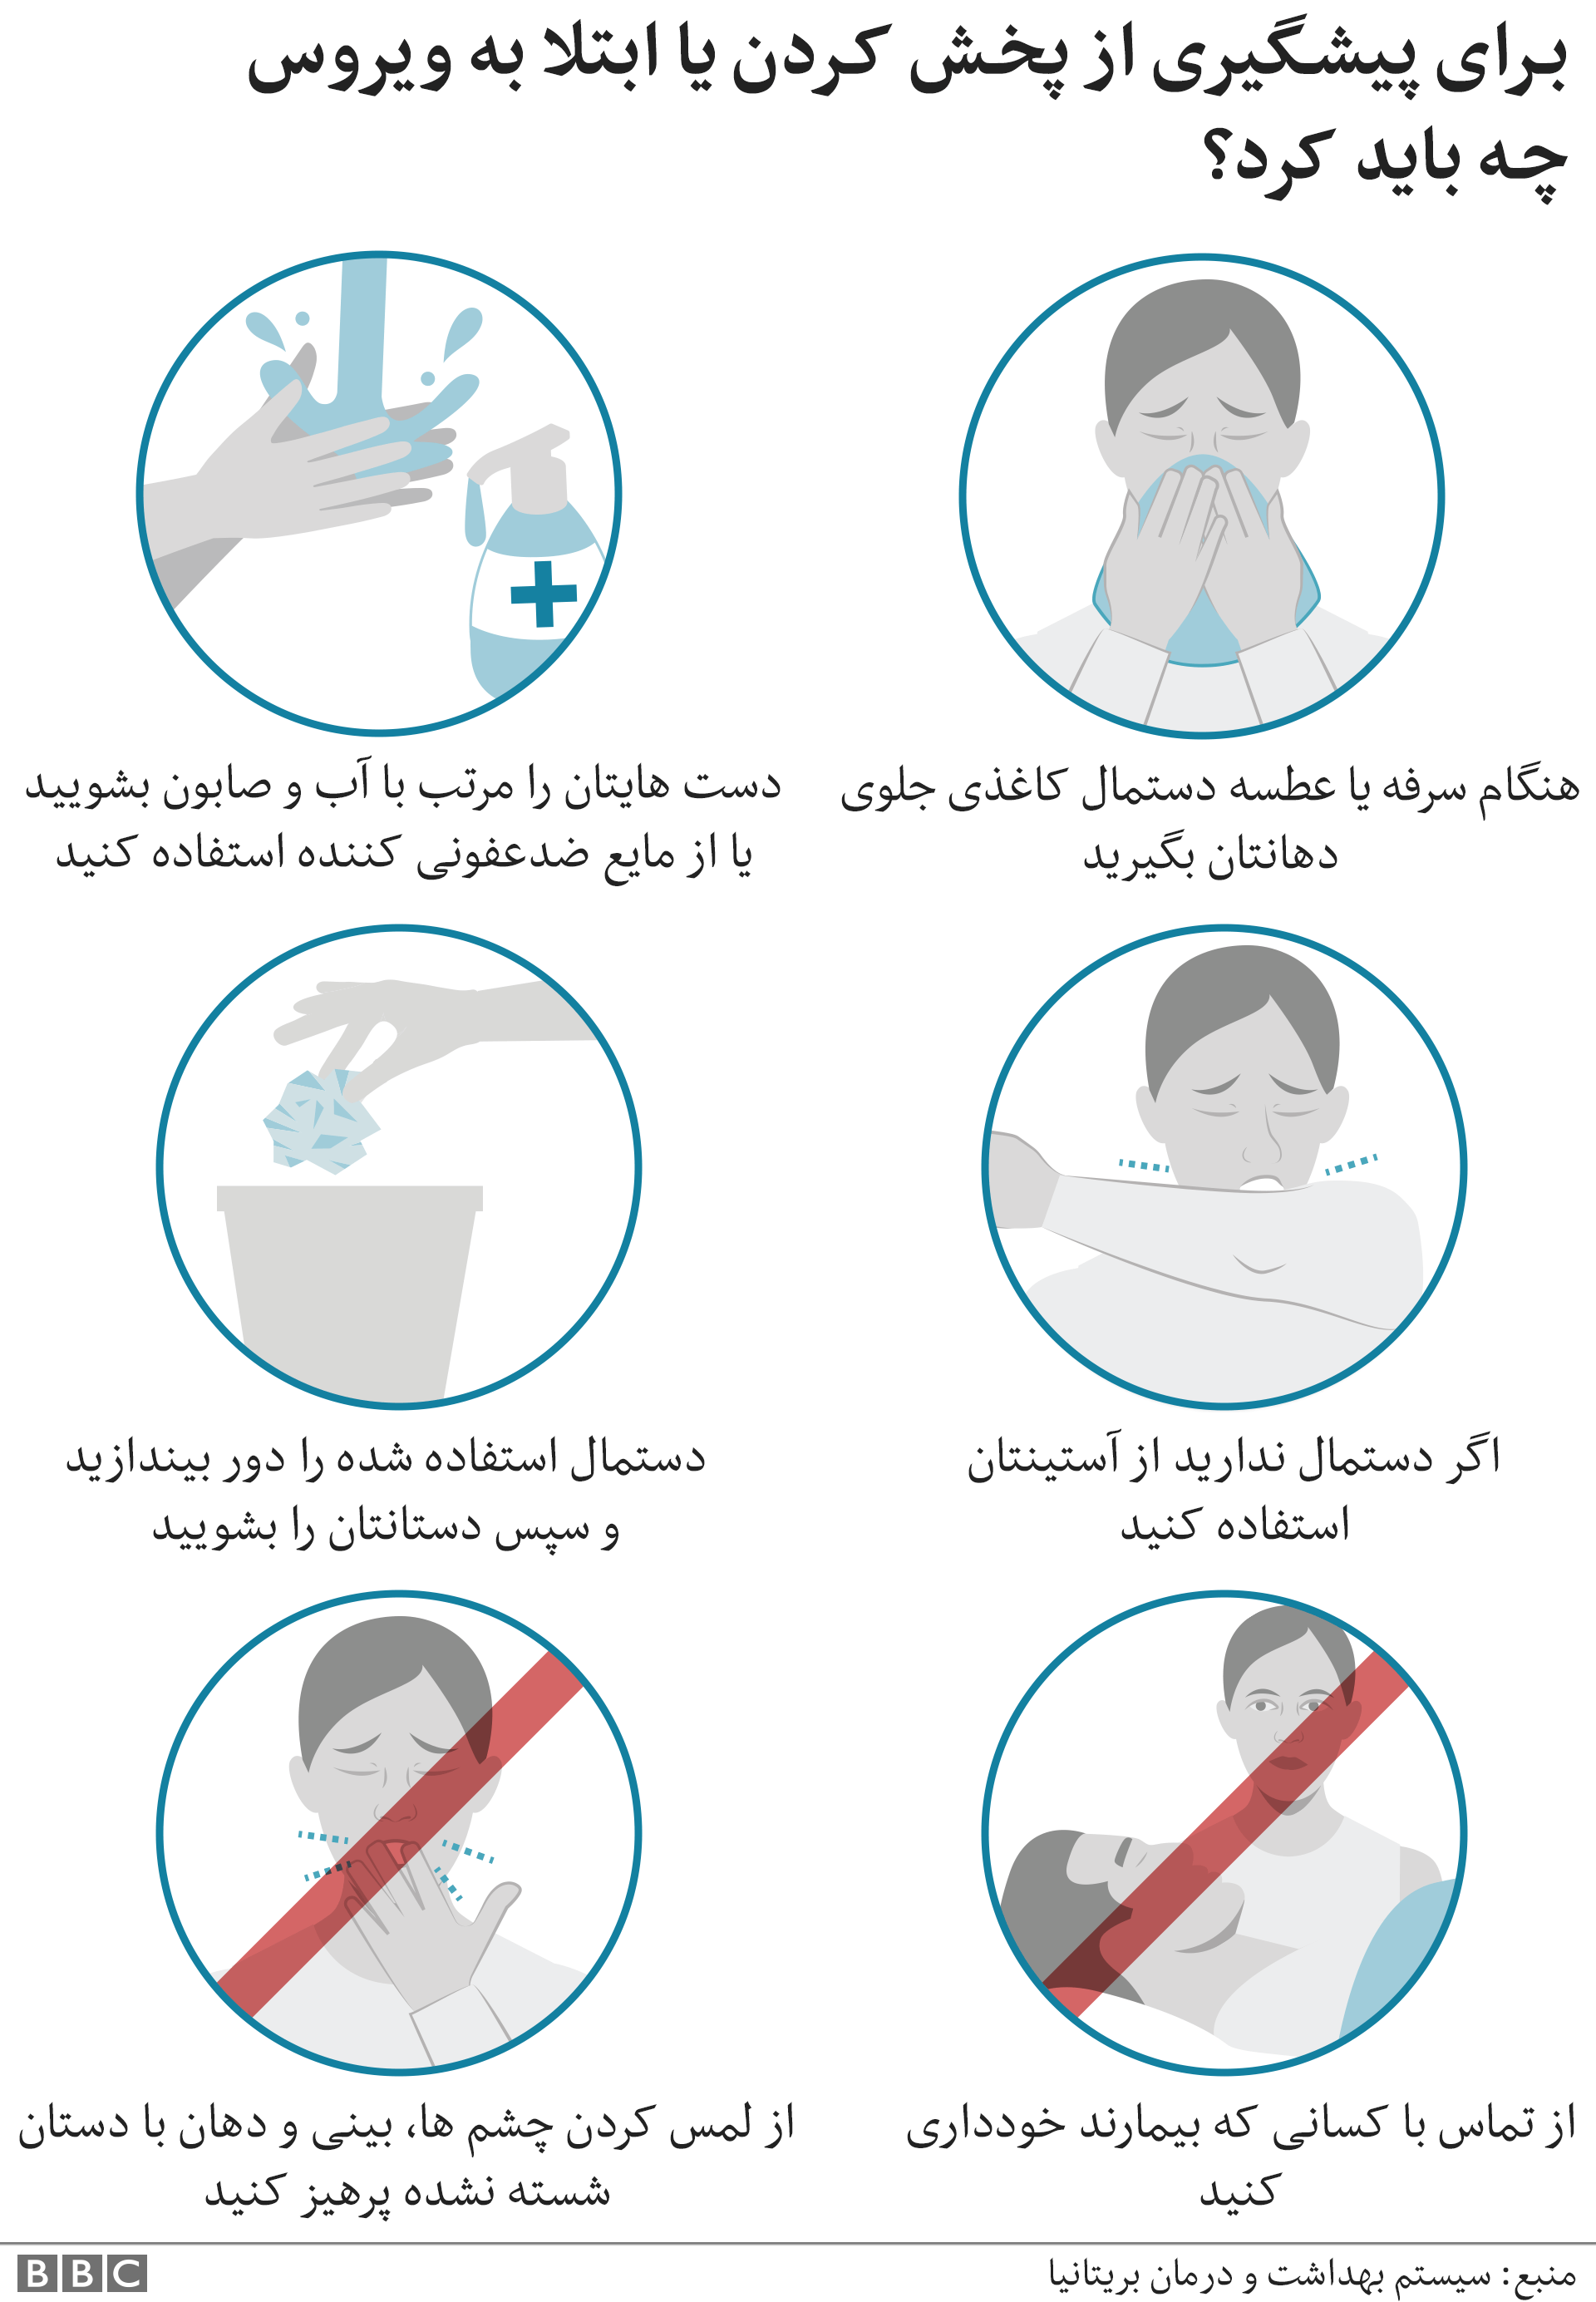 برای پیشگیری از پخش کردن یا ابتلا به ویروس
چه باید کرد؟
هنگام سرفه یا عطسه دستمال کاغذی جلوی
دهانتان بگیرید
دست هایتان را مرتب با آب و صابون بشویید
یا از مایع ضدعفونی کننده استفاده کنید
اگر دستمال ندارید از آستینتان
استفاده کنید
دستمال استفاده شده را دور بیندازید
و سپس دستانتان را بشویید
از تماس با کسانی که بیمارند خودداری
کنید
از لمس کردن چشم ها، بینی و دهان با دستان
شسته نشده پرهیز کنید
منبع: سیستم بهداشت و درمان بریتانیا
BBC